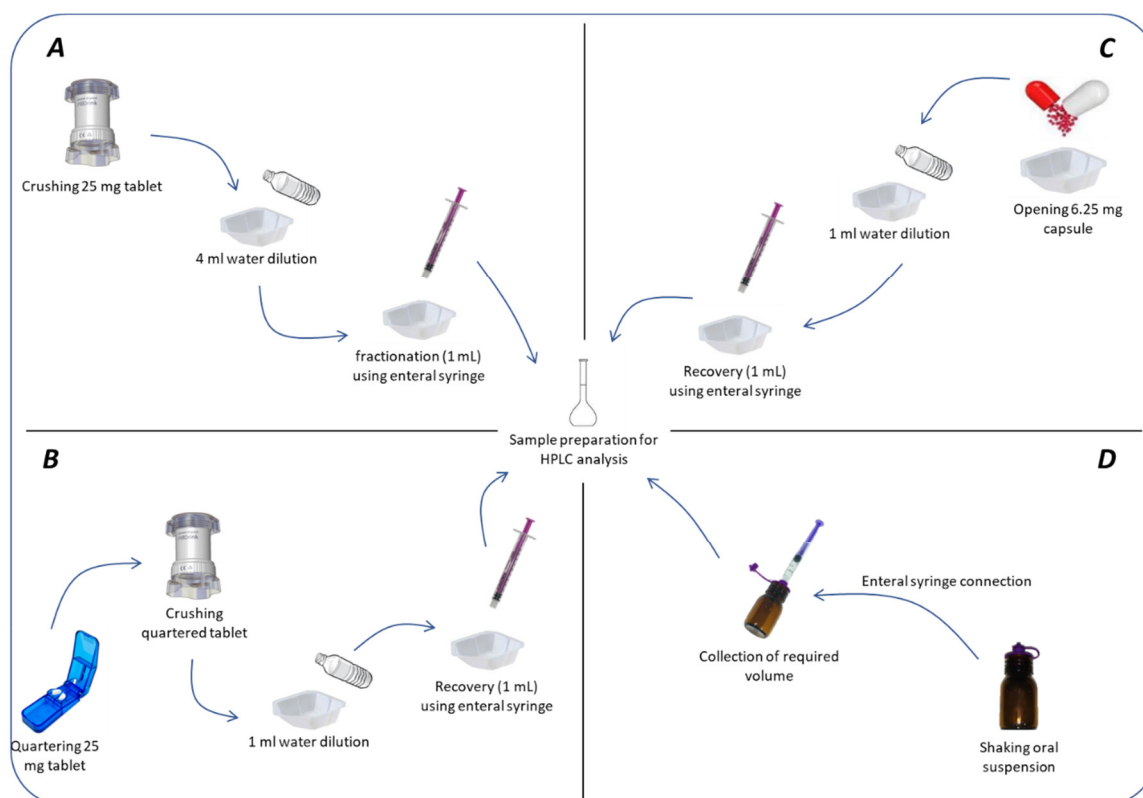 A
Crushing 25 mg tablet
4 ml water dilution
fractionation (1 mL)
using enteral syringe
C
Opening 6.25 mg
capsule
1 ml water dilution
Recovery (1 mL)
using enteral syringe
Sample preparation for
HPLC analysis
B
Quartering 25
mg tablet
Crushing
quartered tablet
1 ml water dilution
Recovery (1 mL)
using enteral syringe
D
Enteral syringe connection
Collection of required
volume
Shaking oral
suspension